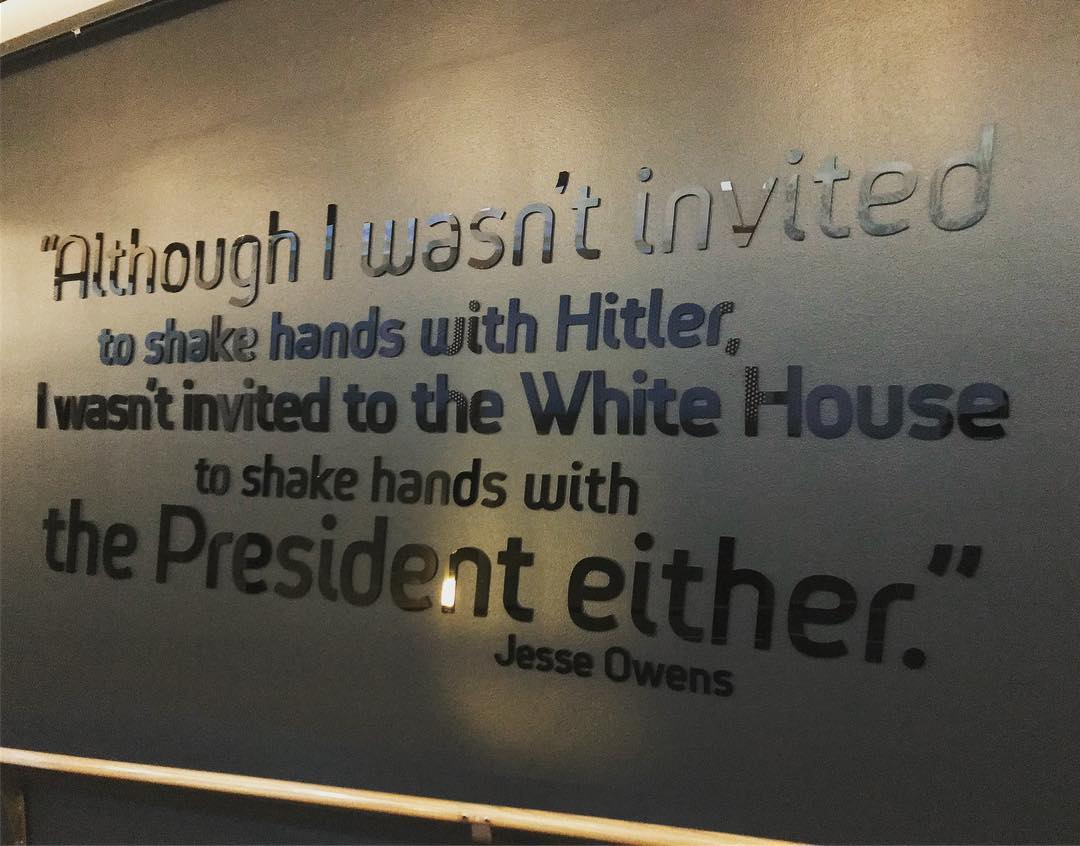 "Although I wasn't invited
to shake hands with Hitler,
I wasn't invited to the White House
to shake hands with
the President either."
Jesse Owens